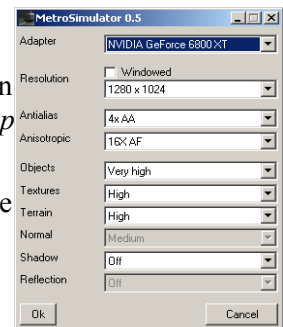 MetroSimulator 0.5
Adapter
NVIDIA GeForce 6800 XT
Windowed
Resolution
1280 x 1024
n
p
Antialias
4x AA
Anisotropic
16X AF
Objects
Very high
Textures
High
e
Terrain
High
Normal
Medium
Shadow
Off
Reflection
Off
Ok
Cancel